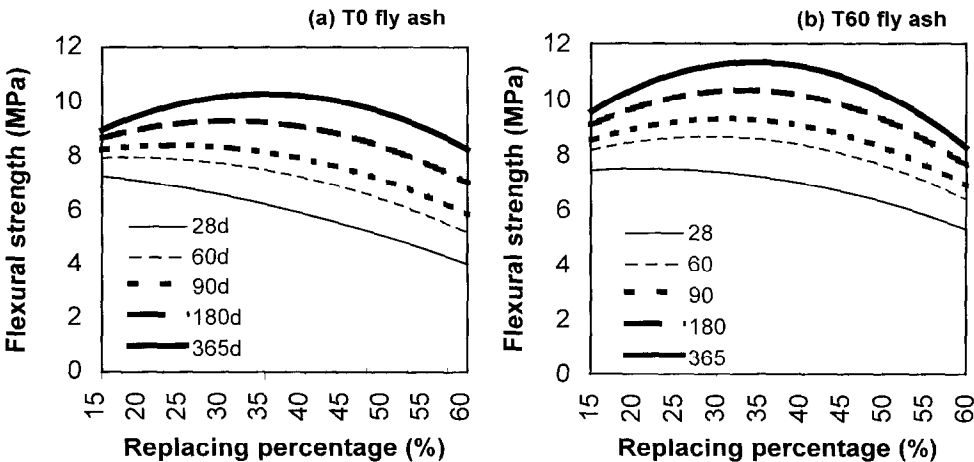 (a) T0 fly ash
Flexural strength (MPa)
12
10
8
6
4
2
0
28d
60d
90d
180d
365d
15 20 25 30 35 40 45 50 55 60
Replacing percentage (%)
(b) T60 fly ash
Flexural strength (MPa)
12
10
8
6
4
2
0
28
60
90
180
365
15 20 25 30 35 40 45 50 55 60
Replacing percentage (%)